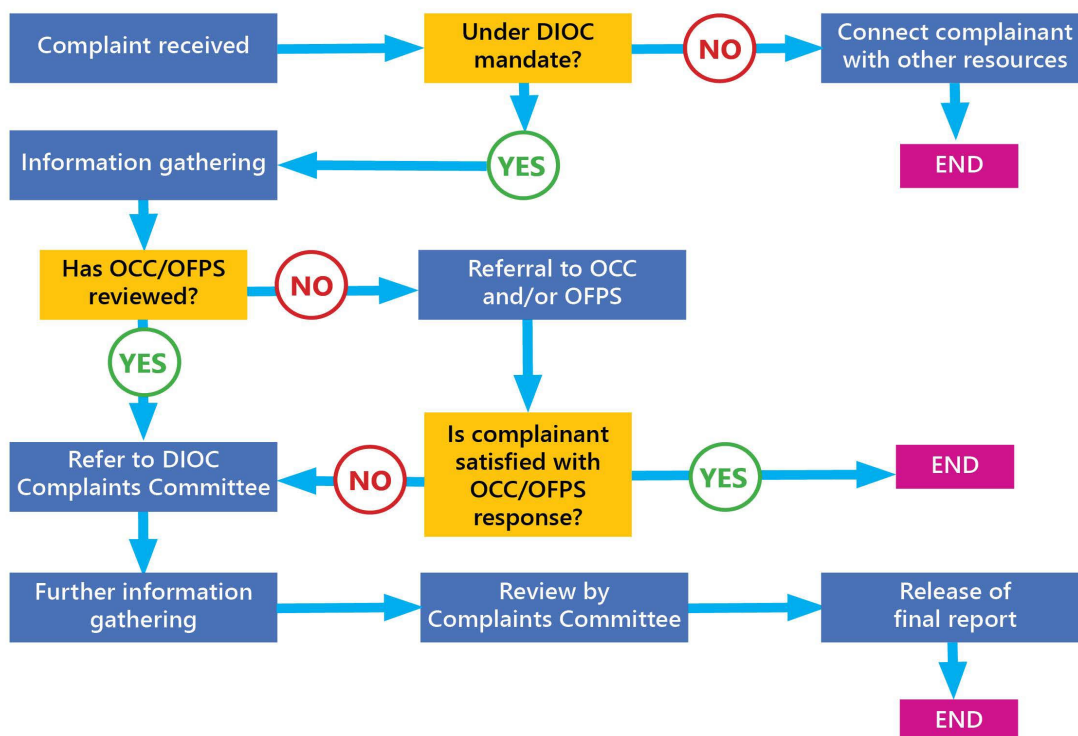 Complaint received
Under DIOC
mandate?
NO
Connect complainant
with other resources
END
Information gathering
YES
Has OCC/OFPS
reviewed?
NO
Referral to OCC
and/or OFPS
YES
Refer to DIOC
Complaints Committee
NO
Is complainant
satisfied with
OCC/OFPS
response?
YES
END
Further information
gathering
Review by
Complaints Committee
Release of
final report
END